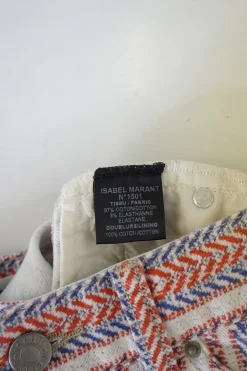 ISABEL MARANT
N°1501
TISSU / FABRIC
97% COTON/COTTON
3% ELASTHANNE
ELASTANE
DOUBLURE/LINING
100% COTON /COTTON